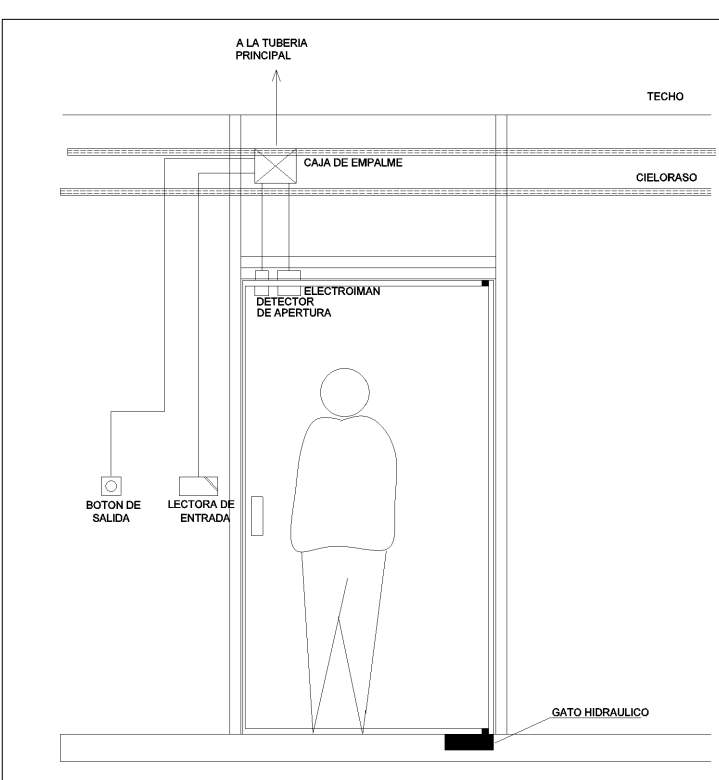 A LA TUBERIA
PRINCIPAL
TECHO
CAJA DE EMPALME
CIELORASO
ELECTROIMAN
DETECTOR
DE APERTURA
BOTON DE
SALIDA
LECTORA DE
ENTRADA
GATO HIDRAULICO